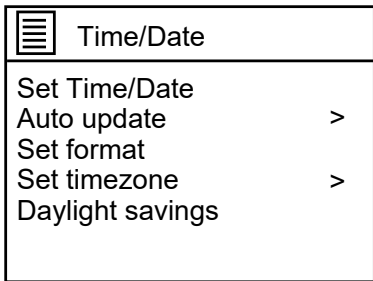 Time/Date
Set Time/Date
Auto update >
Set format
Set timezone >
Daylight savings